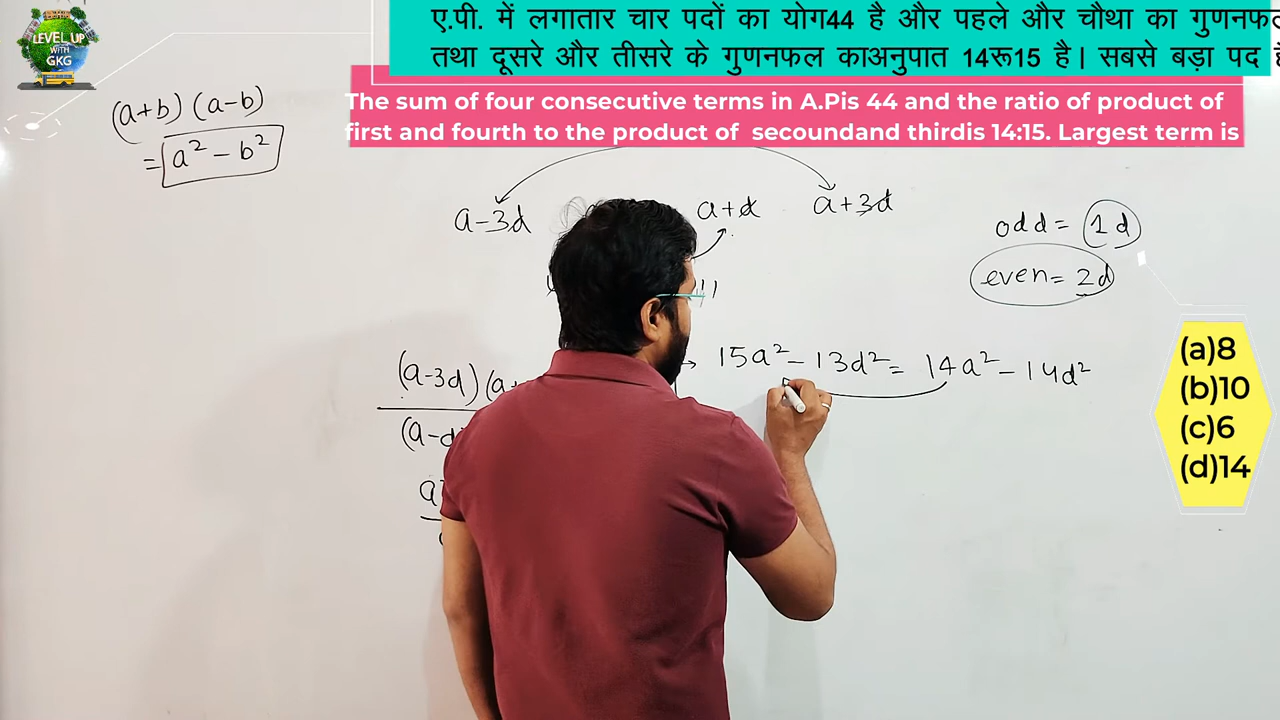 LEVEL UP
WITH
GKG
ए.पी. में लगातार चार पदों का योग44 है और पहले और चौथा का
तथा दूसरे और तीसरे के गुणनफल काअनुपात 14रू15 है। सबसे बड़ा पद
The sum of four consecutive terms in A.Pis 44 and the ratio of product of
first and fourth to the product of secoundand thirdis 14:15. Largest term is
(a+b) (a-b)
= a² - b²
a-3d a+d a+3d
odd = 1d
even = 2d
11
(a-3d)
15a² - 13d² = 14a² - 14d²
(a)8
(b)10
(c)6
(d)14